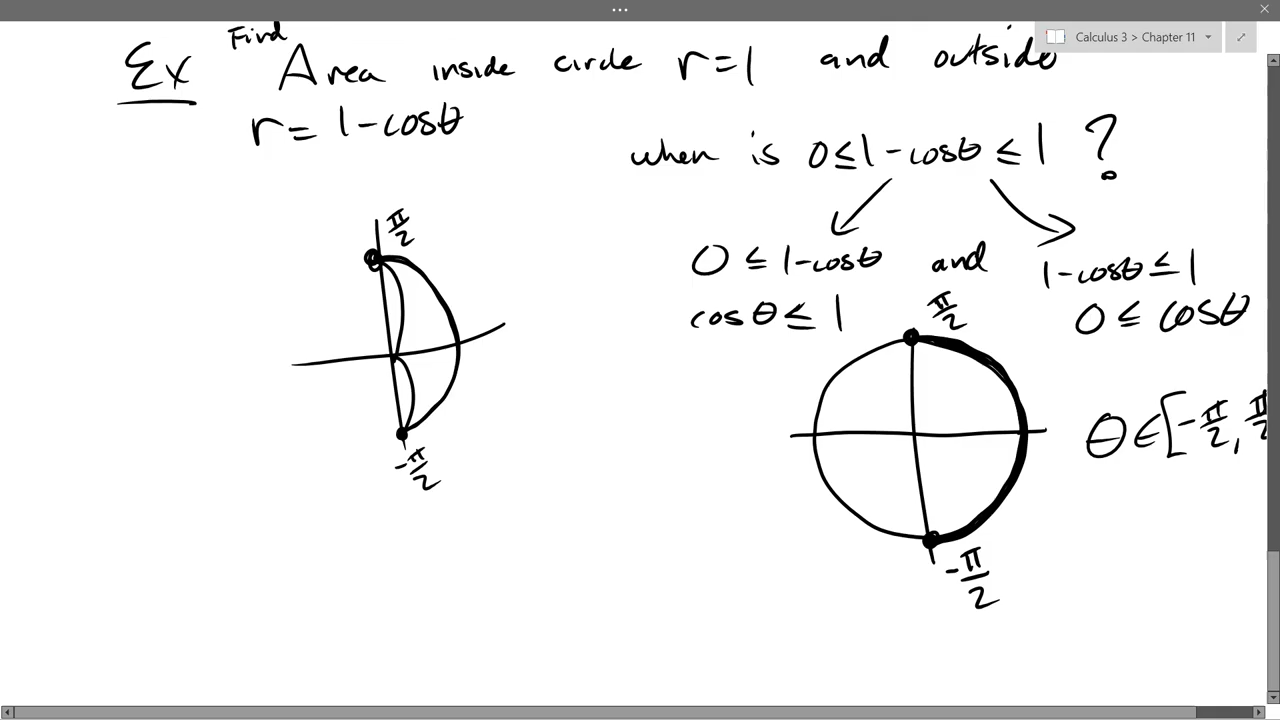 Calculus 3 > Chapter 11
Ex Find Area inside circle r=1 and outside
r = 1-cosθ
when is 0≤1-cosθ≤1 ?
0 ≤ 1-cosθ and 1-cosθ ≤ 1
cosθ ≤ 1 0 ≤ cosθ
π/2
-π/2
π/2
-π/2
θ∈[-π/2, π/2